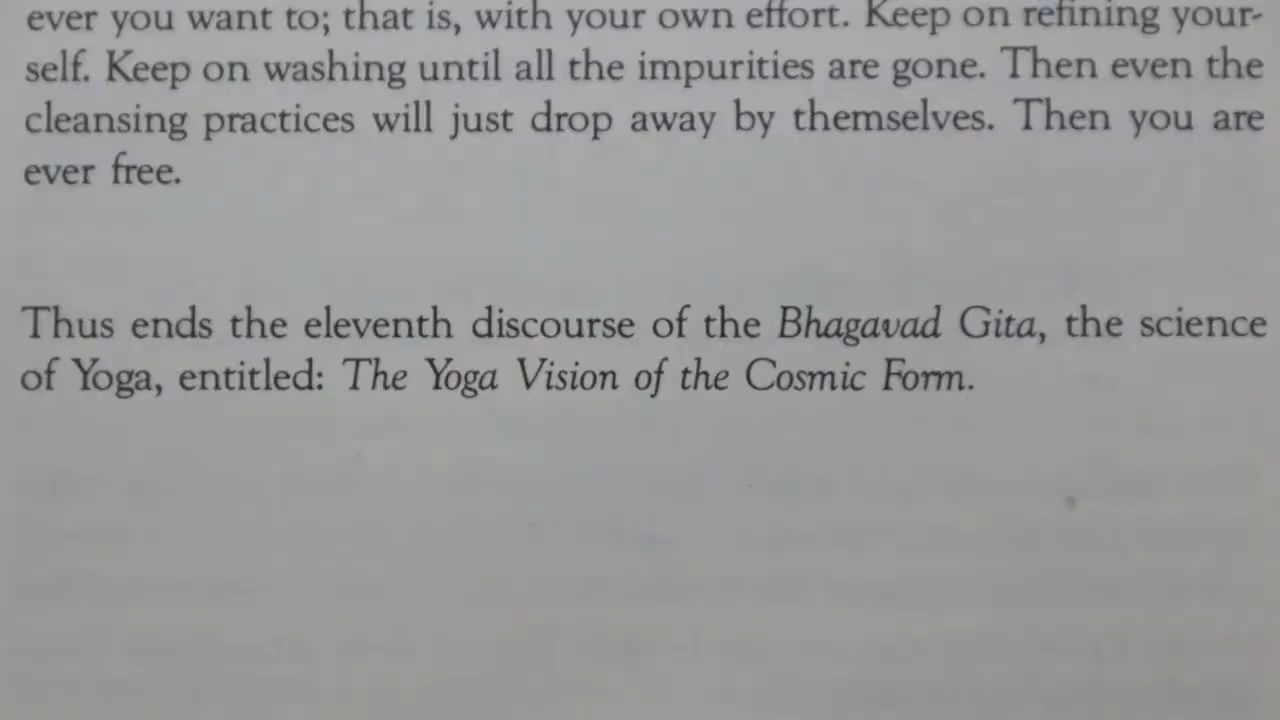 ever you want to; that is, with your own effort. Keep on refining your-
self. Keep on washing until all the impurities are gone. Then even the
cleansing practices will just drop away by themselves. Then you are
ever free.
Thus ends the eleventh discourse of the Bhagavad Gita, the science
of Yoga, entitled: The Yoga Vision of the Cosmic Form.